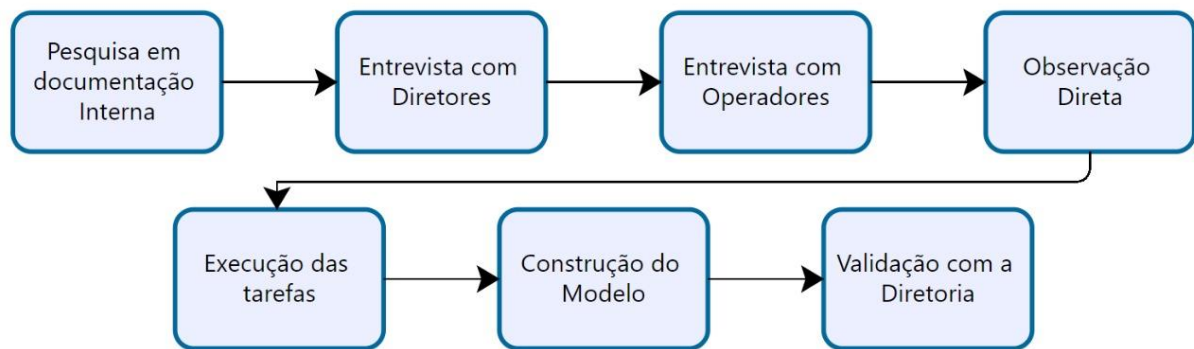 Pesquisa em
documentação
Interna
Entrevista com
Diretores
Entrevista com
Operadores
Observação
Direta
Execução das
tarefas
Construção do
Modelo
Validação com a
Diretoria